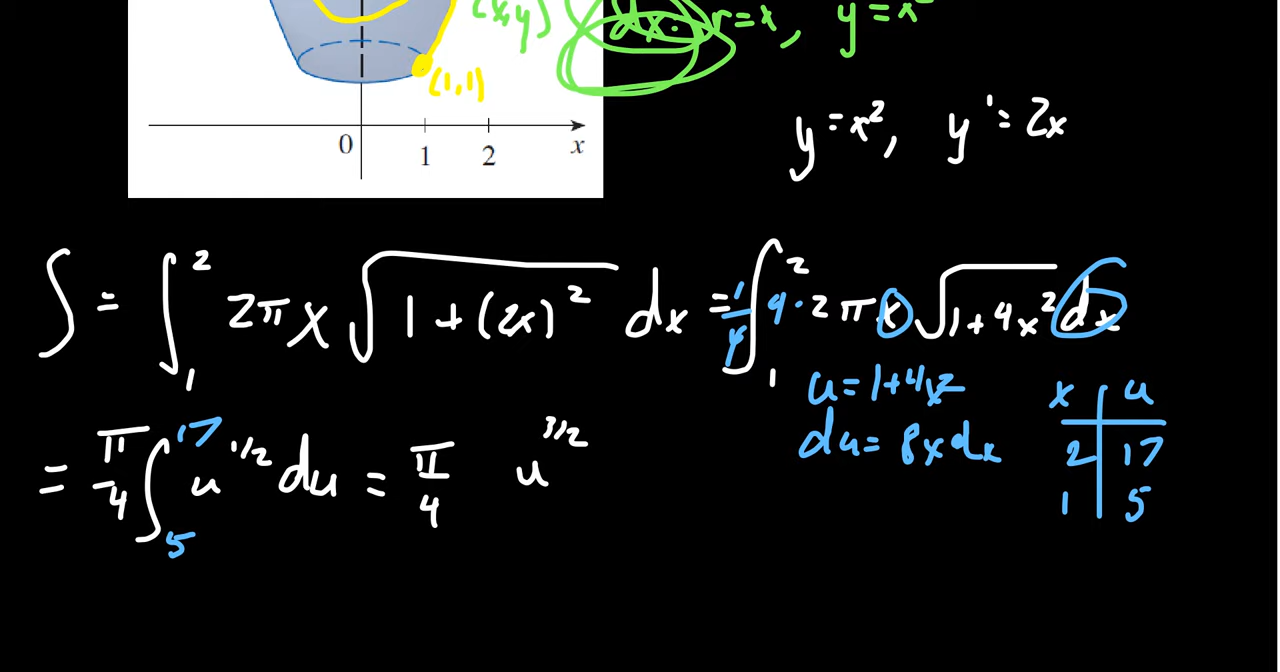 (x,y) dx. r=x, y=x²
(1,1)
0 1 2 x
y=x², y'=2x
S = ∫₁² 2πx √(1+(2x)²) dx = 1/4 ∫₁² 4·2πx √(1+4x²) dx
u=1+4x² x u
du=8xdx 2 17
1 5
= π/4 ∫₅¹⁷ u^1/2 du = π/4 u^3/2